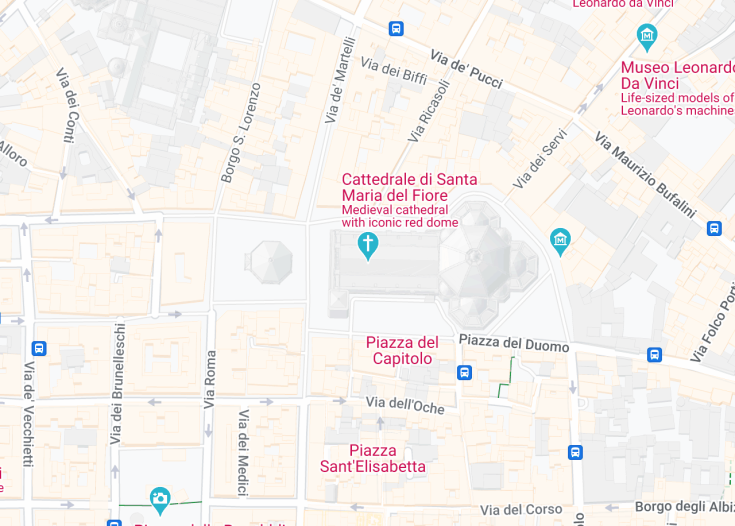 Leonardo da Vinci
Via de' Pucci
Museo Leonardo
Da Vinci
Life-sized models of
Leonardo's machine
Via dei Biffi
Via de' Martelli
Via dei Conti
Borgo S. Lorenzo
Via Ricasoli
Alloro
Via dei Servi
Via Maurizio Bufalini
Cattedrale di Santa
Maria del Fiore
Medieval cathedral
with iconic red dome
Via Folco Porti
Piazza del Duomo
Piazza del
Capitolo
Via de' Vecchietti
Via dei Brunelleschi
Via Roma
Via dei Medici
Via dell'Oche
Piazza
Sant'Elisabetta
Via del Corso
Borgo degli Albiz